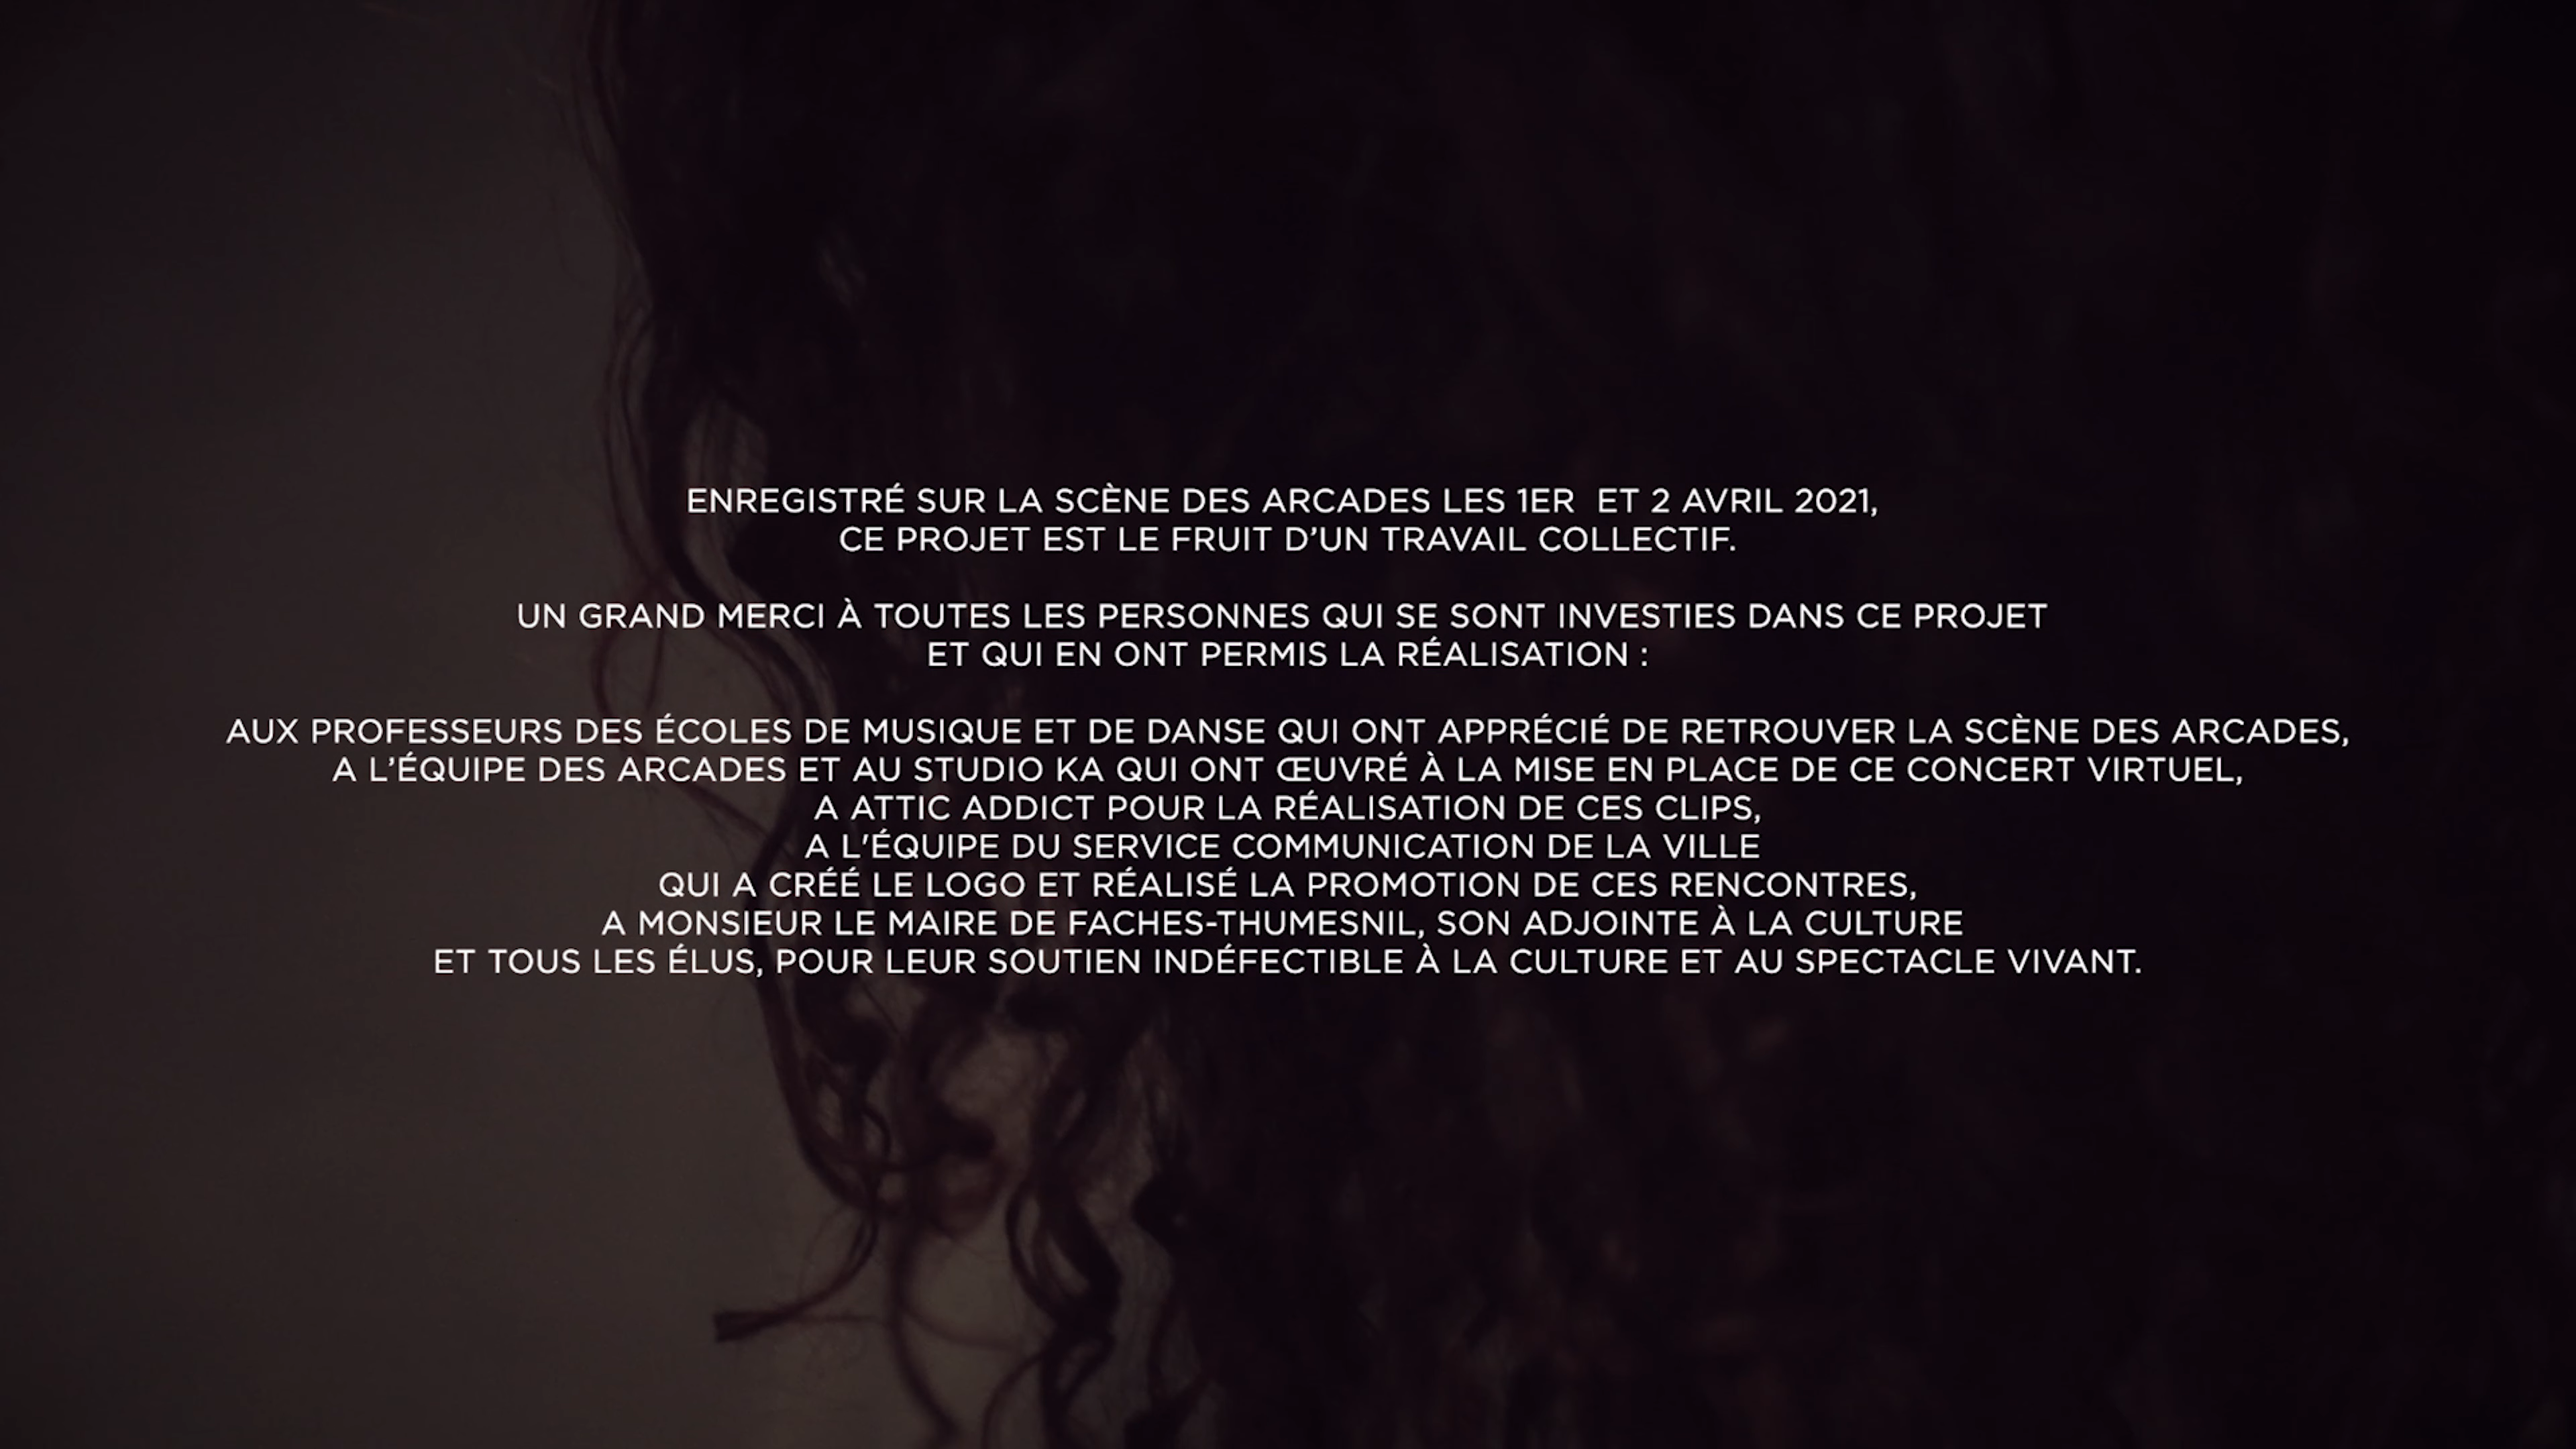 ENREGISTRÉ SUR LA SCÈNE DES ARCADES LES 1ER  ET 2 AVRIL 2021,
CE PROJET EST LE FRUIT D’UN TRAVAIL COLLECTIF.
UN GRAND MERCI À TOUTES LES PERSONNES QUI SE SONT INVESTIES DANS CE PROJET
ET QUI EN ONT PERMIS LA RÉALISATION :
AUX PROFESSEURS DES ÉCOLES DE MUSIQUE ET DE DANSE QUI ONT APPRÉCIÉ DE RETROUVER LA SCÈNE DES ARCADES,
A L’ÉQUIPE DES ARCADES ET AU STUDIO KA QUI ONT ŒUVRÉ À LA MISE EN PLACE DE CE CONCERT VIRTUEL,
A ATTIC ADDICT POUR LA RÉALISATION DE CES CLIPS,
A L'ÉQUIPE DU SERVICE COMMUNICATION DE LA VILLE
QUI A CRÉÉ LE LOGO ET RÉALISÉ LA PROMOTION DE CES RENCONTRES,
A MONSIEUR LE MAIRE DE FACHES-THUMESNIL, SON ADJOINTE À LA CULTURE
ET TOUS LES ÉLUS, POUR LEUR SOUTIEN INDÉFECTIBLE À LA CULTURE ET AU SPECTACLE VIVANT.